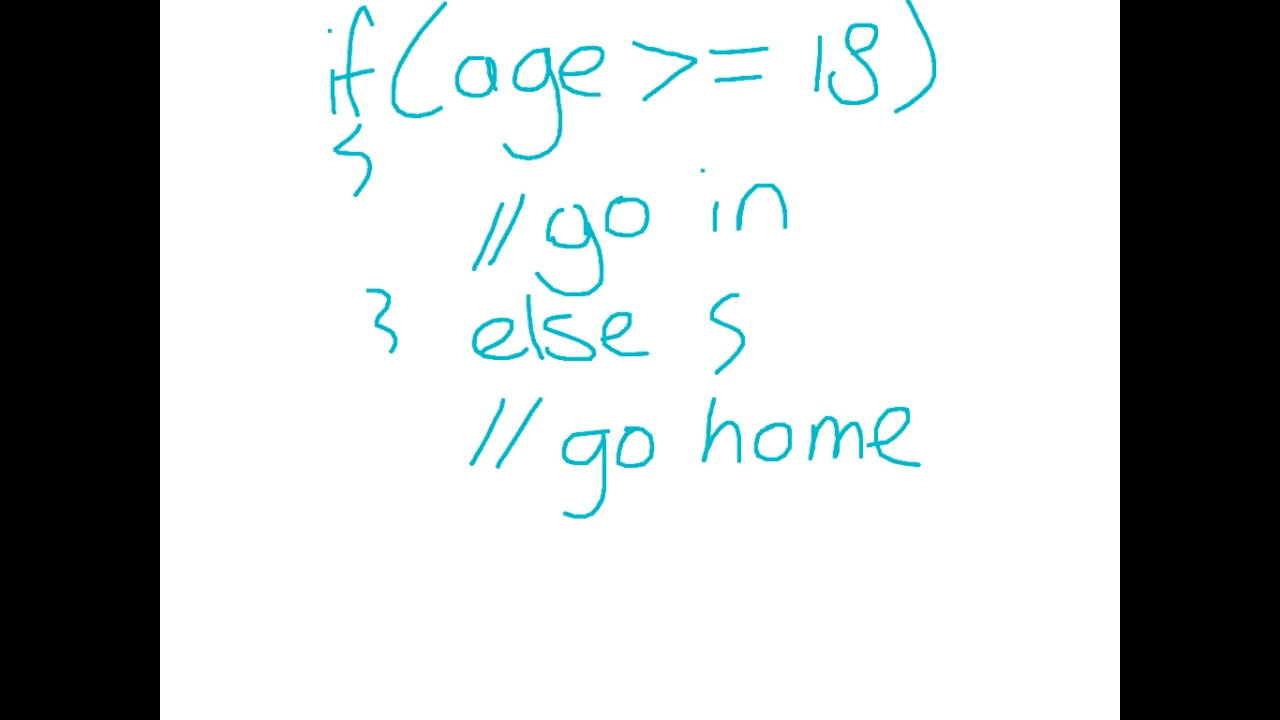 if(age >= 18)
{
//go in
} else {
// go home